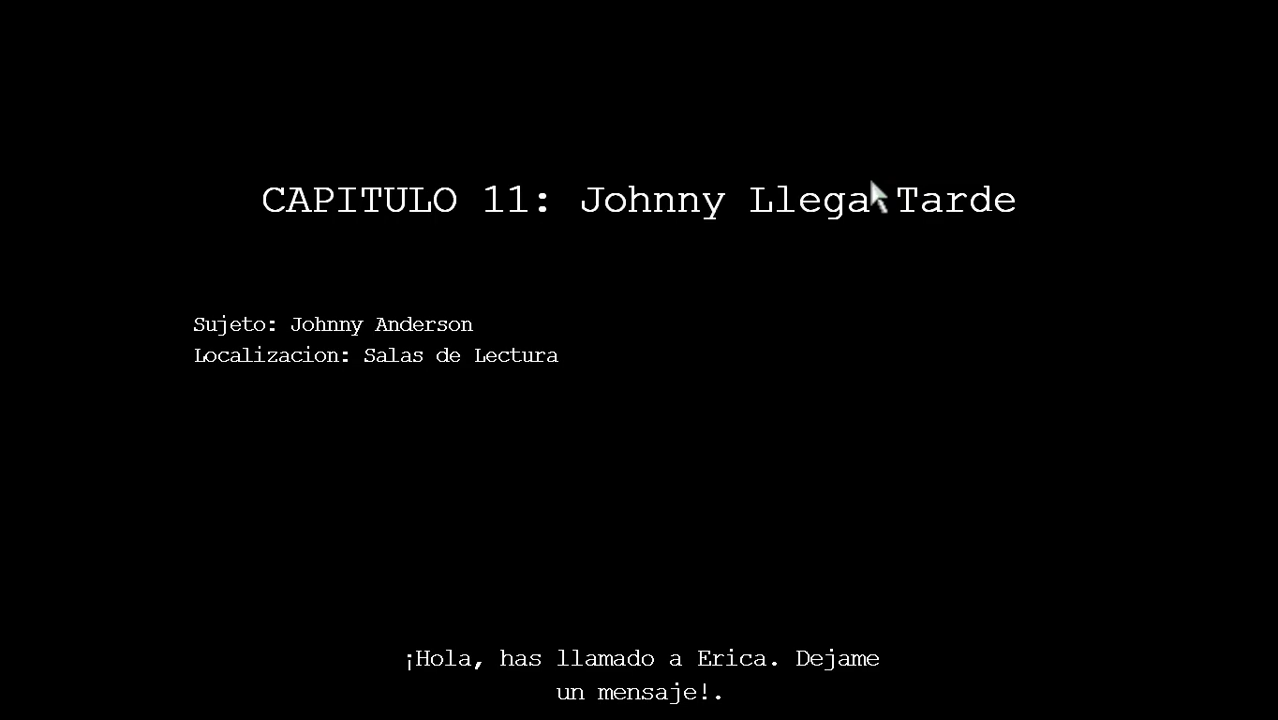 CAPITULO 11: Johnny Llega Tarde
Sujeto: Johnny Anderson
Localizacion: Salas de Lectura
¡Hola, has llamado a Erica. Dejame
un mensaje!.